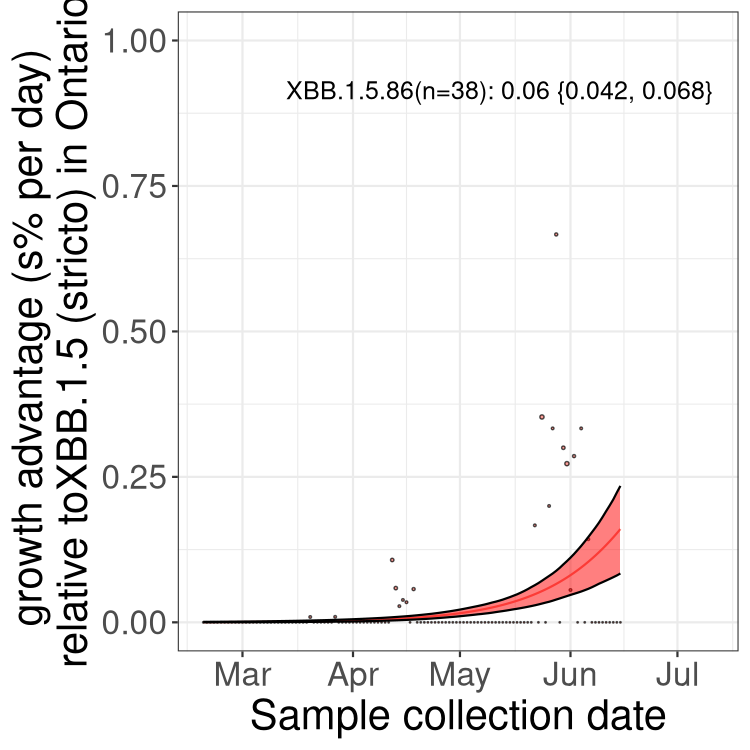 growth advantage (s% per day)
relative toXBB.1.5 (stricto) in Ontario
1.00
0.75
0.50
0.25
0.00
XBB.1.5.86(n=38): 0.06 {0.042, 0.068}
Mar Apr May Jun Jul
Sample collection date